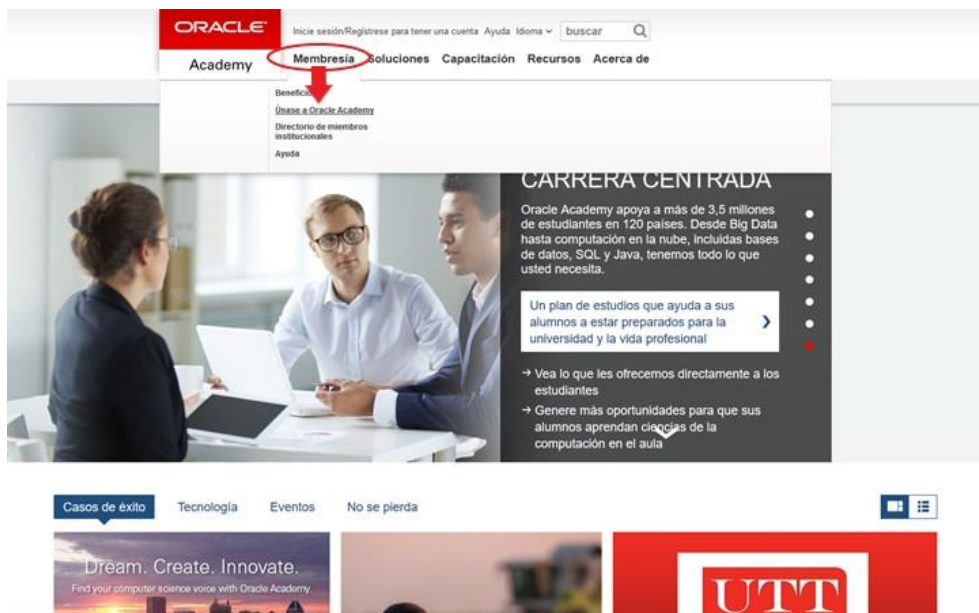 ORACLE
Academy
Inicie sesión/Regístrese para tener una cuenta Ayuda Idioma
buscar
Membresía Soluciones Capacitación Recursos Acerca de
Únase a Oracle Academy
Directorio de miembros
institucionales
Ayuda
CARRERA CENTRADA
Oracle Academy apoya a más de 3,5 millones
de estudiantes en 120 países. Desde Big Data
hasta computación en la nube, incluidas bases
de datos, SQL y Java, tenemos todo lo que
usted necesita.
Un plan de estudios que ayuda a sus
alumnos a estar preparados para la
universidad y la vida profesional
→ Vea lo que les ofrecemos directamente a los
estudiantes
→ Genere más oportunidades para que sus
alumnos aprendan ciencias de la
computación en el aula
Casos de éxito Tecnología Eventos No se pierda
Dream. Create. Innovate.
Find your computer science voice with Oracle Academy.
UTT